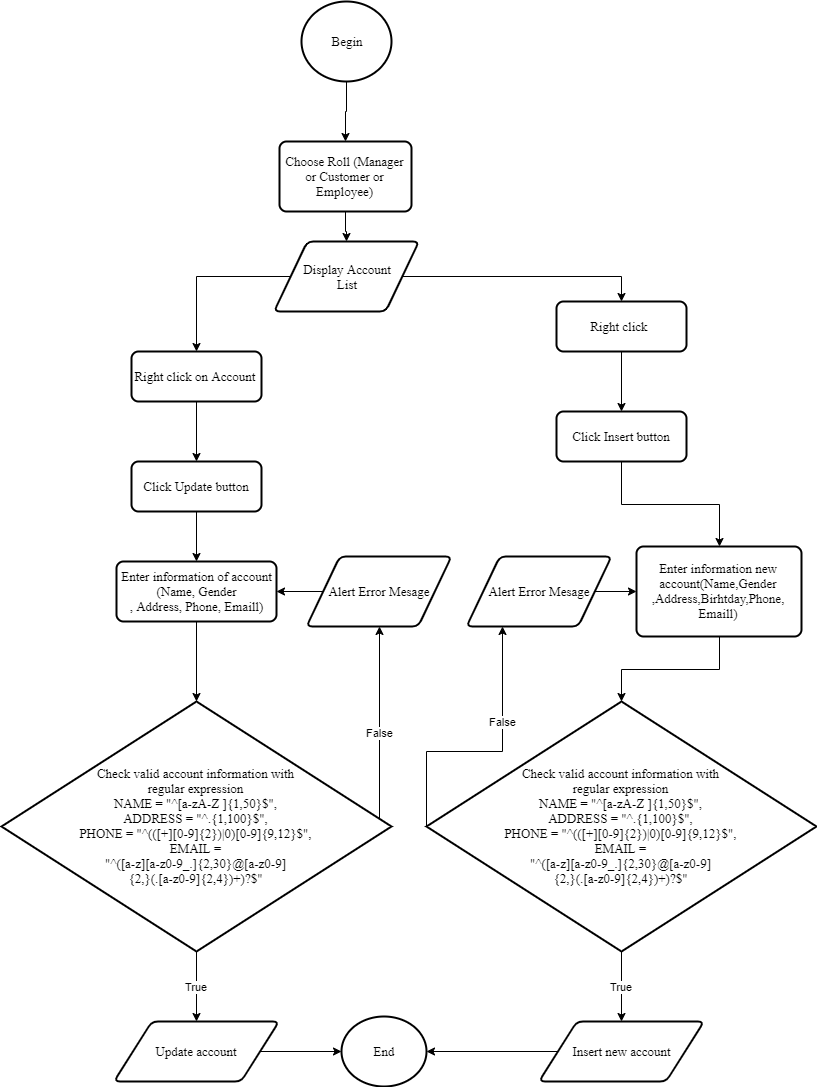 Begin
Choose Roll (Manager
or Customer or
Employee)
Display Account
List
Right click
Right click on Account
Click Insert button
Click Update button
Enter information of account
(Name, Gender
, Address, Phone, Emaill)
Alert Error Mesage
Alert Error Mesage
Enter information new
account(Name,Gender
,Address,Birhtday,Phone,
Emaill)
False
False
Check valid account information with
regular expression
NAME = "^[a-zA-Z ]{1,50}$",
ADDRESS = "^.{1,100}$",
PHONE = "^(([+][0-9]{2})|0)[0-9]{9,12}$",
EMAIL =
"^([a-z][a-z0-9_.]{2,30}@[a-z0-9]
{2,}(.[a-z0-9]{2,4})+)?$"
Check valid account information with
regular expression
NAME = "^[a-zA-Z ]{1,50}$",
ADDRESS = "^.{1,100}$",
PHONE = "^(([+][0-9]{2})|0)[0-9]{9,12}$",
EMAIL =
"^([a-z][a-z0-9_.]{2,30}@[a-z0-9]
{2,}(.[a-z0-9]{2,4})+)?$"
True
True
Update account
End
Insert new account